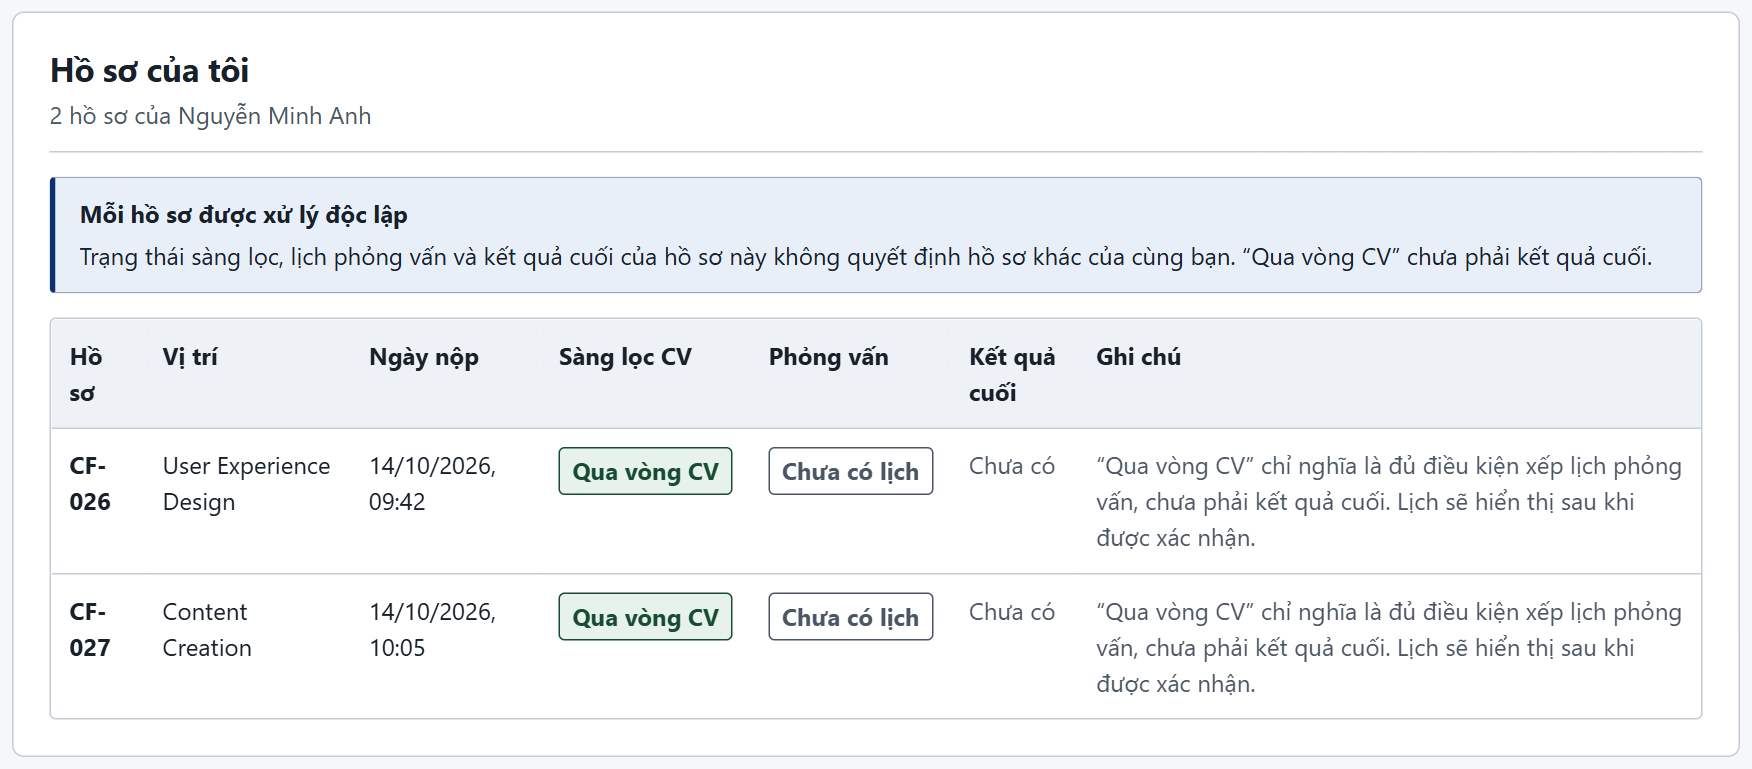 Hồ sơ của tôi
2 hồ sơ của Nguyễn Minh Anh
Mỗi hồ sơ được xử lý độc lập
Trạng thái sàng lọc, lịch phỏng vấn và kết quả cuối của hồ sơ này không quyết định hồ sơ khác của cùng bạn. “Qua vòng CV” chưa phải kết quả cuối.
Hồ sơ
Vị trí
Ngày nộp
Sàng lọc CV
Phỏng vấn
Kết quả cuối
Ghi chú
CF-
026
User Experience
Design
14/10/2026,
09:42
Qua vòng CV
Chưa có lịch
Chưa có
“Qua vòng CV” chỉ nghĩa là đủ điều kiện xếp lịch phỏng
vấn, chưa phải kết quả cuối. Lịch sẽ hiển thị sau khi
được xác nhận.
CF-
027
Content
Creation
14/10/2026,
10:05
Qua vòng CV
Chưa có lịch
Chưa có
“Qua vòng CV” chỉ nghĩa là đủ điều kiện xếp lịch phỏng
vấn, chưa phải kết quả cuối. Lịch sẽ hiển thị sau khi
được xác nhận.